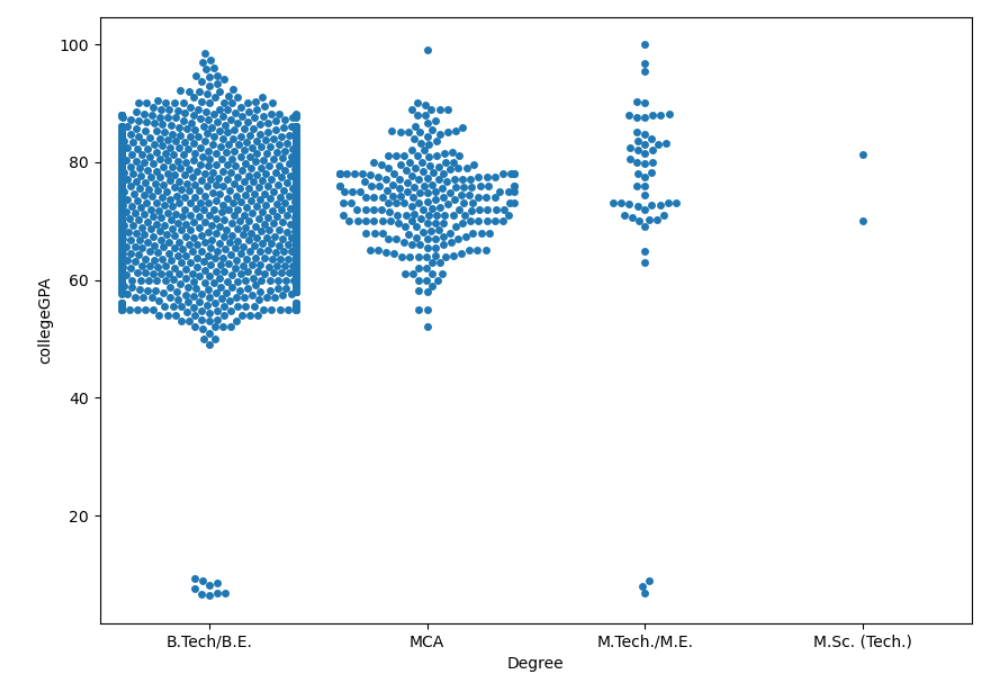 100
80
60
40
20
collegeGPA
B.Tech/B.E.
MCA
M.Tech./M.E.
M.Sc. (Tech.)
Degree